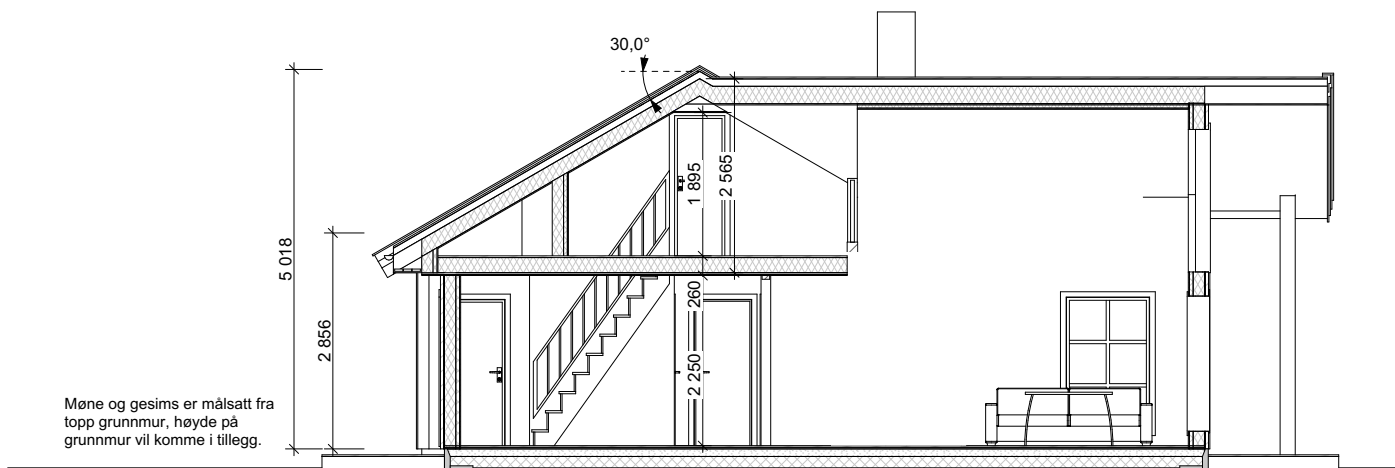 30,0°
5 018
2 856
1 895
2 565
260
2 250
Møne og gesims er målsatt fra
topp grunnmur, høyde på
grunnmur vil komme i tillegg.